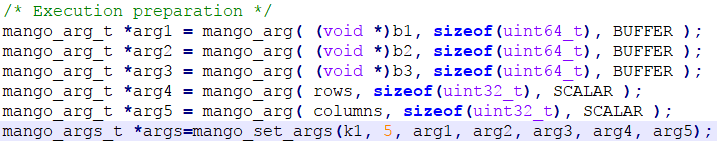 /* Execution preparation */
mango_arg_t *arg1 = mango_arg( (void *)b1, sizeof(uint64_t), BUFFER );
mango_arg_t *arg2 = mango_arg( (void *)b2, sizeof(uint64_t), BUFFER );
mango_arg_t *arg3 = mango_arg( (void *)b3, sizeof(uint64_t), BUFFER );
mango_arg_t *arg4 = mango_arg( rows, sizeof(uint32_t), SCALAR );
mango_arg_t *arg5 = mango_arg( columns, sizeof(uint32_t), SCALAR );
mango_args_t *args=mango_set_args(k1, 5, arg1, arg2, arg3, arg4, arg5);